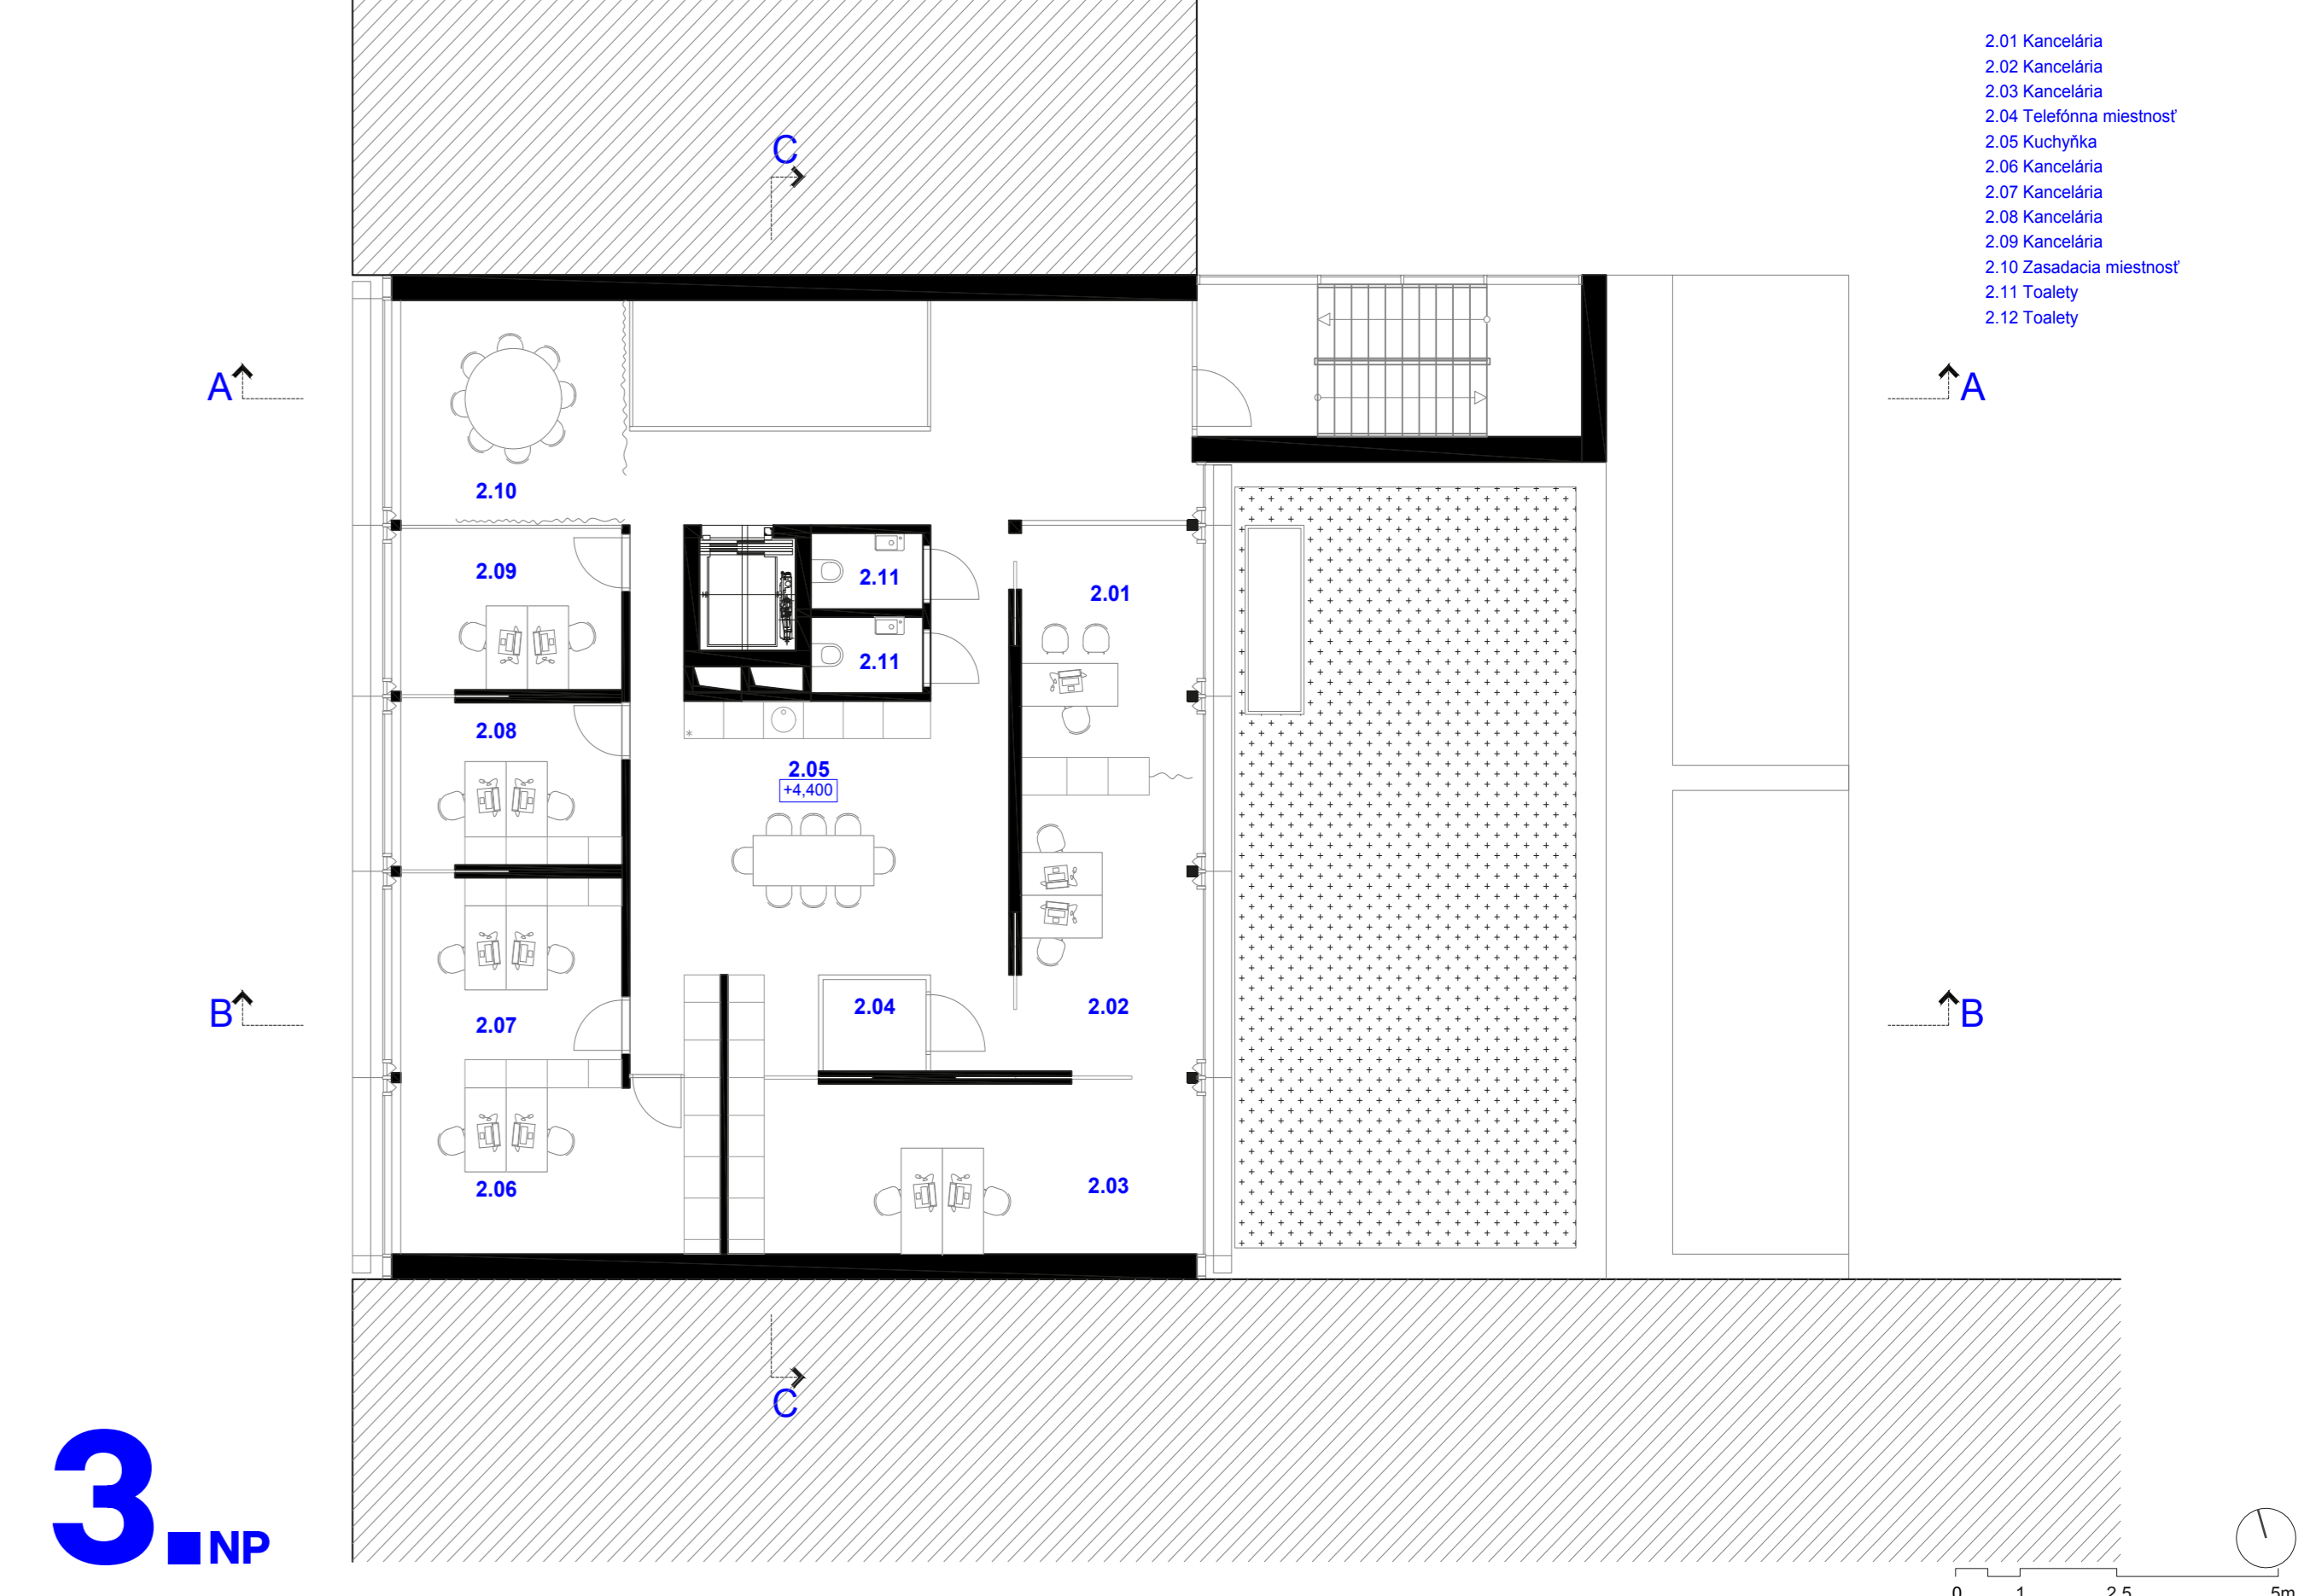 2.01 Kancelária
2.02 Kancelária
2.03 Kancelária
2.04 Telefónna miestnosť
2.05 Kuchyňka
2.06 Kancelária
2.07 Kancelária
2.08 Kancelária
2.09 Kancelária
2.10 Zasadacia miestnosť
2.11 Toalety
2.12 Toalety
C
A
A
2.10
2.09
2.11
2.01
2.11
2.08
2.05
+4,400
B
2.07
2.04
2.02
B
2.06
2.03
C
3.NP
0 1 2,5 5m